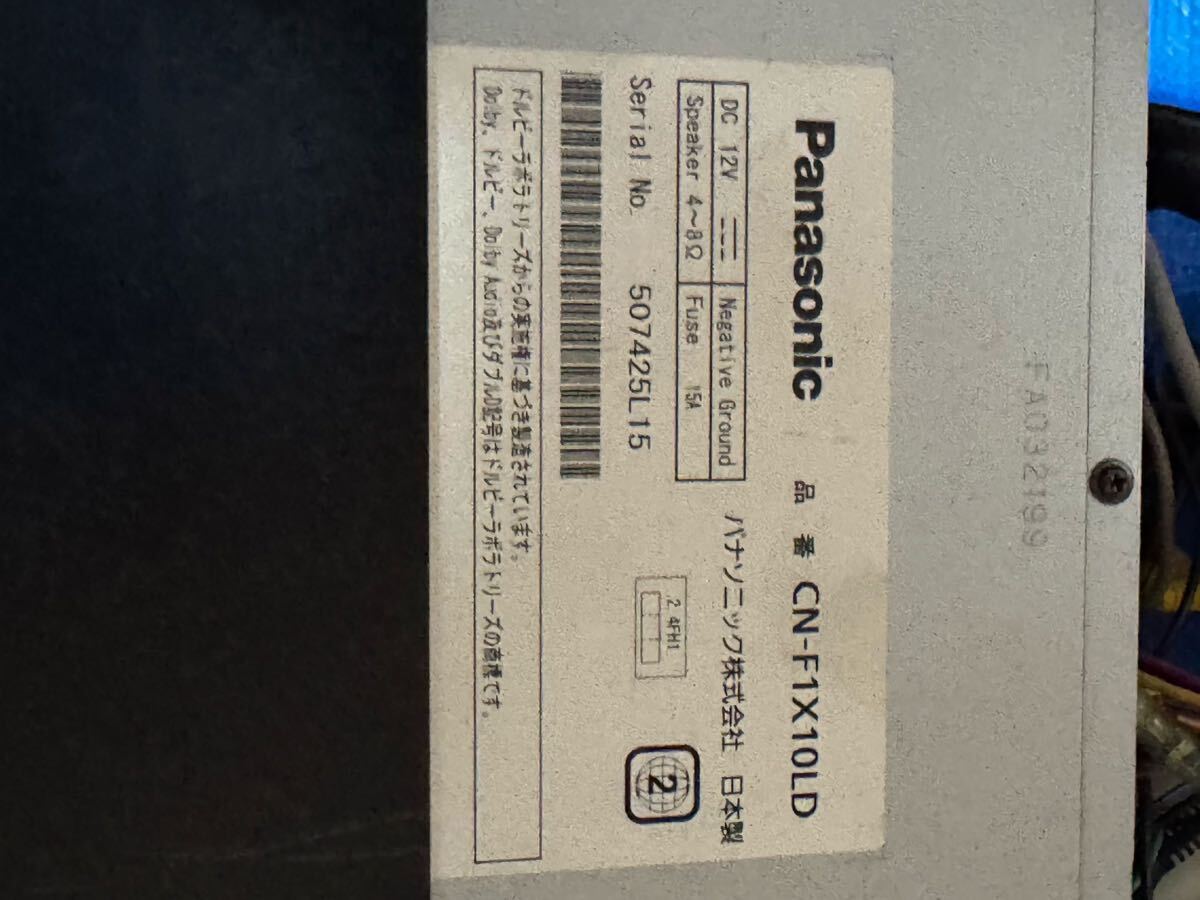 Panasonic 品 番 CN-F1X10LD
DC 12V Negative Ground
Speaker 4~8Ω Fuse 15A
パナソニック株式会社 日本製
Serial No. 507425L15
2.4FH1
2
ドルビーラボラトリーズからの実施権に基づき製造されています。
Dolby、ドルビー、Dolby Audio及びダブルD記号はドルビーラボラトリーズの商標です。
FA032199